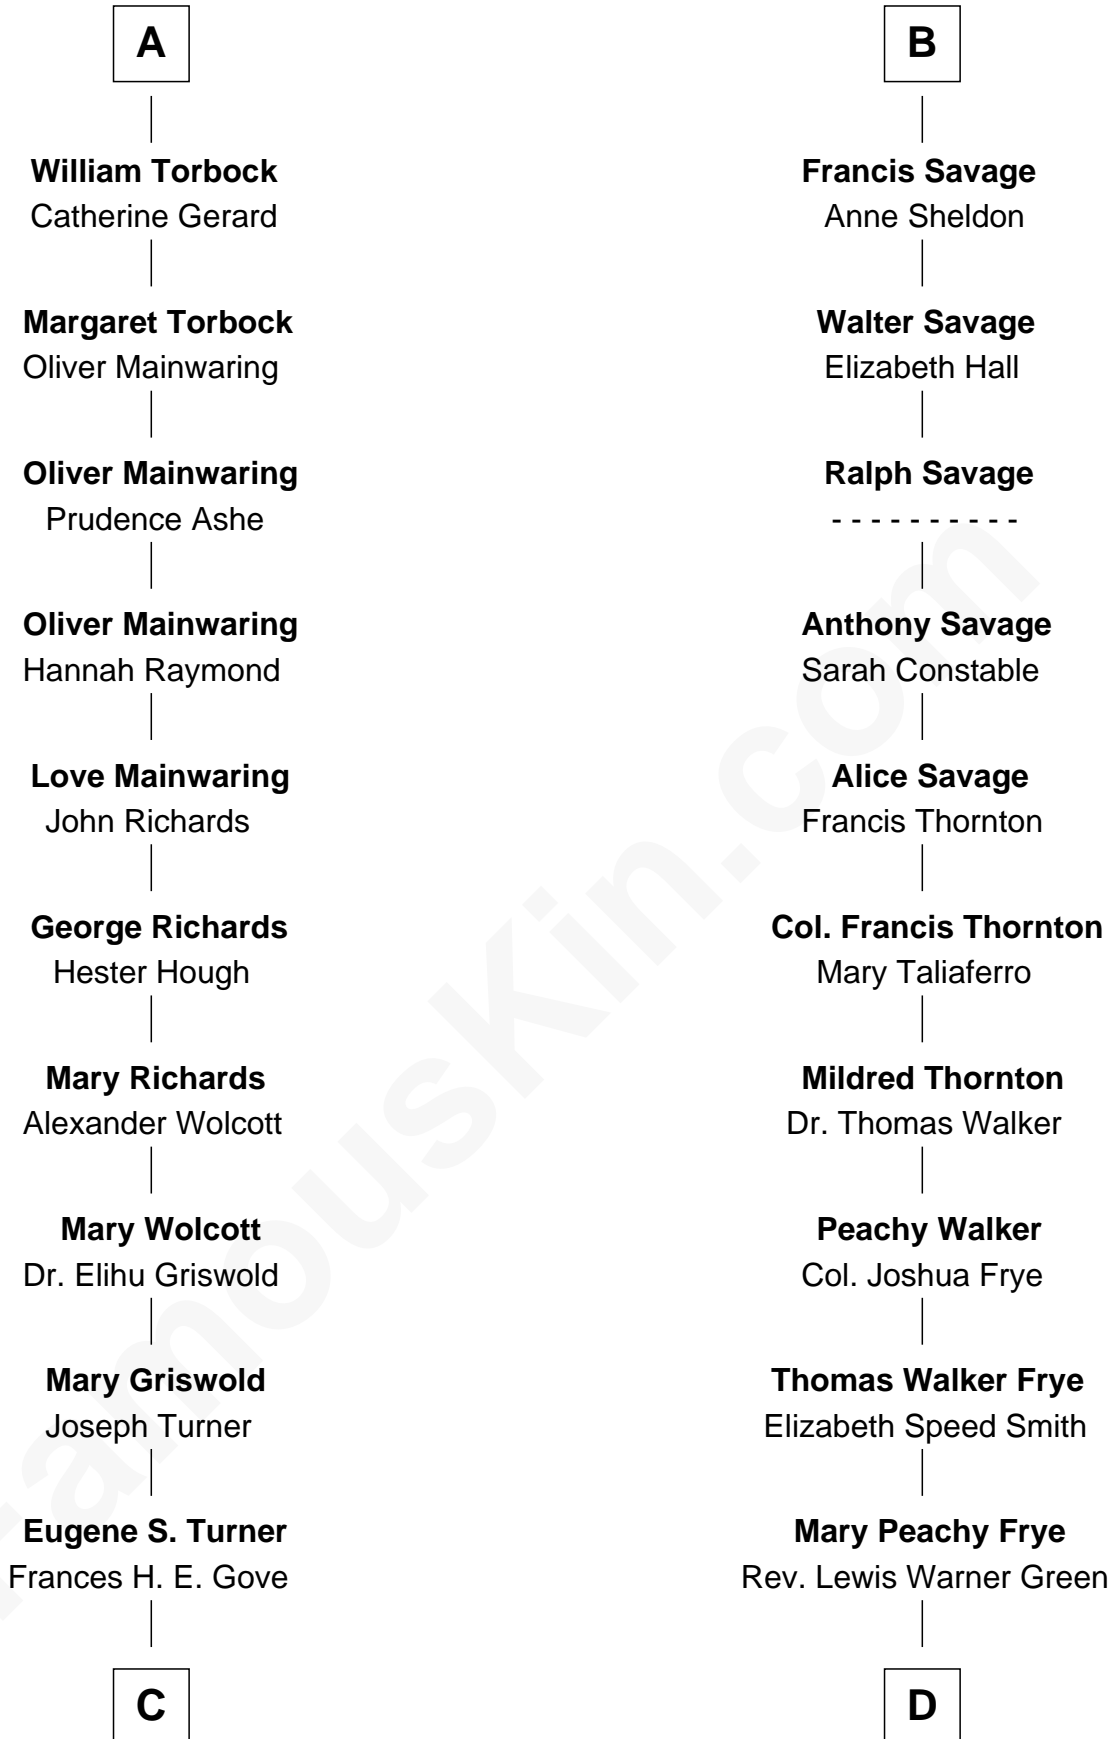 A
William Torbock
Catherine Gerard
Margaret Torbock
Oliver Mainwaring
Oliver Mainwaring
Prudence Ashe
Oliver Mainwaring
Hannah Raymond
Love Mainwaring
John Richards
George Richards
Hester Hough
Mary Richards
Alexander Wolcott
Mary Wolcott
Dr. Elihu Griswold
Mary Griswold
Joseph Turner
Eugene S. Turner
Frances H. E. Gove
C
B
Francis Savage
Anne Sheldon
Walter Savage
Elizabeth Hall
Ralph Savage
- - - - - - - - - -
Anthony Savage
Sarah Constable
Alice Savage
Francis Thornton
Col. Francis Thornton
Mary Taliaferro
Mildred Thornton
Dr. Thomas Walker
Peachy Walker
Col. Joshua Frye
Thomas Walker Frye
Elizabeth Speed Smith
Mary Peachy Frye
Rev. Lewis Warner Green
D
FamousKin.com